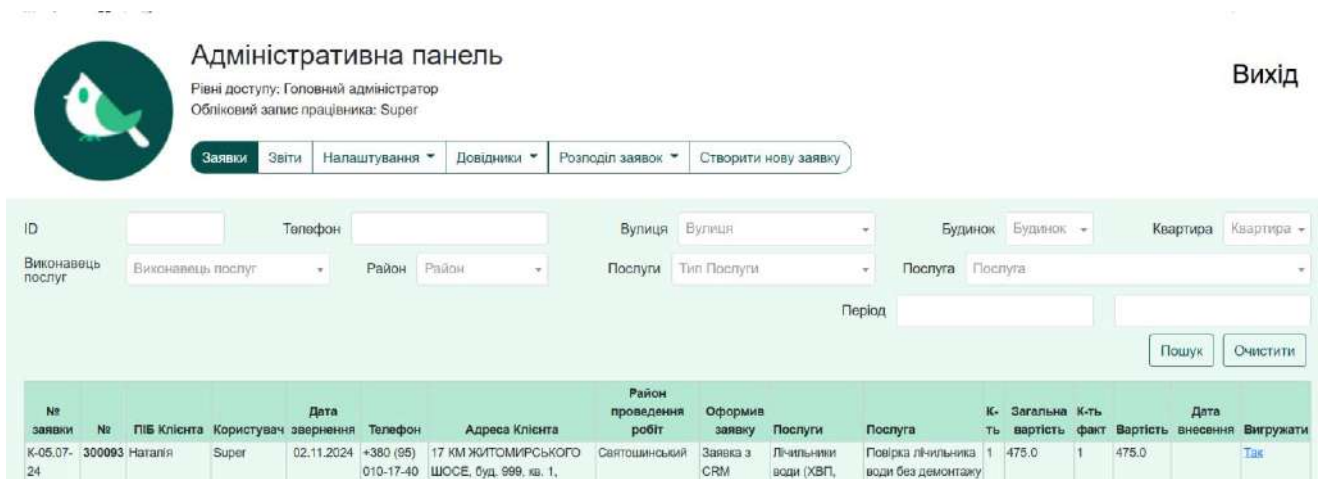 Адміністративна панель
Вихід
Рівні доступу: Головний адміністратор
Обліковий запис працівника: Super
Заявки Звіти Налаштування Довідники Розподіл заявок Створити нову заявку
ID Телефон Вулиця Вулиця Будинок Будинок Квартира Квартира
Виконавець послуг Виконавець послуг Район Район Послуги Тип Послуги Послуга Послуга
Період
Пошук Очистити
№ заявки № ПІБ Клієнта Користувач Дата звернення Телефон Адреса Клієнта Район проведення робіт Оформив заявку Послуги Послуга К-ть Загальна вартість К-ть факт Вартість Дата внесення Вигружати
К-05.07-24 300093 Наталія Super 02.11.2024 +380 (95) 010-17-40 17 КМ ЖИТОМИРСЬКОГО ШОСЕ, буд. 999, кв. 1, Святошинський Заявка з CRM Лічильники води (ХВП, Повірка лічильника води без демонтажу 1 475.0 1 475.0 Так